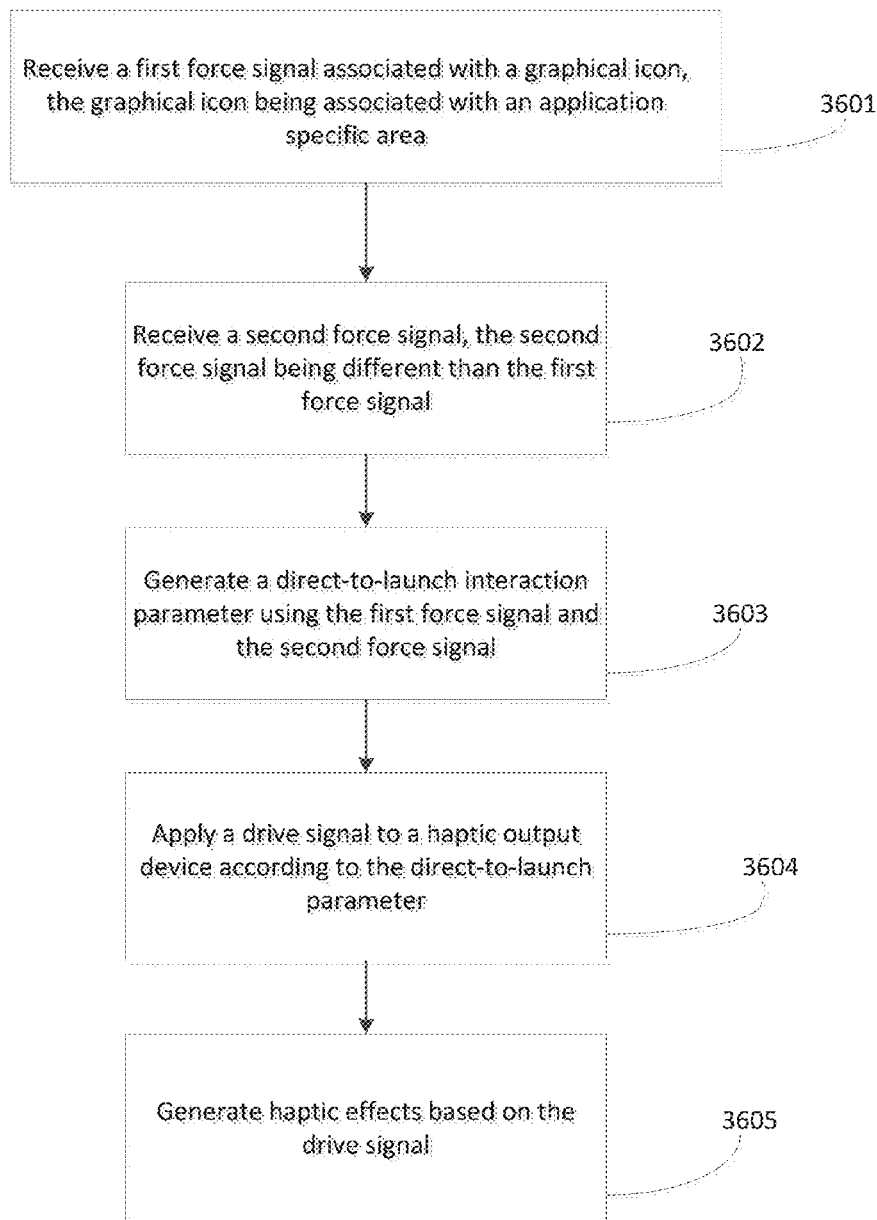 Receive a first force signal associated with a graphical icon,
the graphical icon being associated with an application
specific area
3601
Receive a second force signal, the second
force signal being different than the first
force signal
3602
Generate a direct-to-launch interaction
parameter using the first force signal and
the second force signal
3603
Apply a drive signal to a haptic output
device according to the direct-to-launch
parameter
3604
Generate haptic effects based on the
drive signal
3605